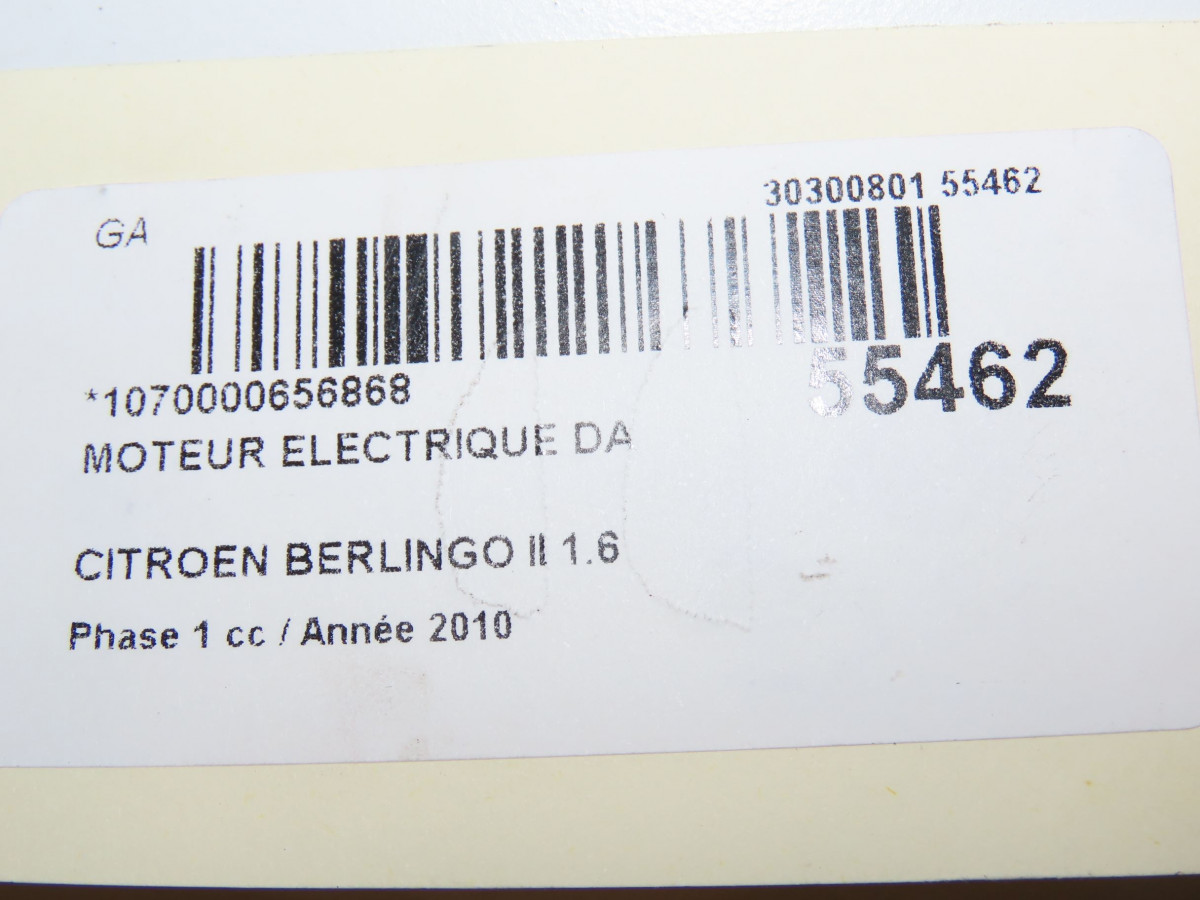 30300801 55462
GA
*1070000656868
55462
MOTEUR ELECTRIQUE DA
CITROEN BERLINGO II 1.6
Phase 1 cc / Année 2010